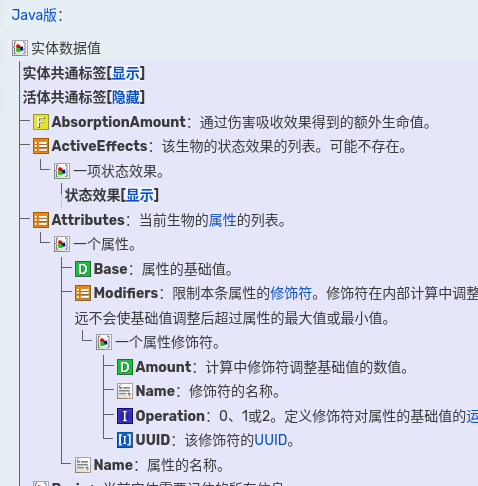 Java版：
实体数据值
实体共通标签[显示]
活体共通标签[隐藏]
AbsorptionAmount：通过伤害吸收效果得到的额外生命值。
ActiveEffects：该生物的状态效果的列表。可能不存在。
一项状态效果。
状态效果[显示]
Attributes：当前生物的属性的列表。
一个属性。
Base：属性的基础值。
Modifiers：限制本条属性的修饰符。修饰符在内部计算中调整
远不会使基础值调整后超过属性的最大值或最小值。
一个属性修饰符。
Amount：计算中修饰符调整基础值的数值。
Name：修饰符的名称。
Operation：0、1或2。定义修饰符对属性的基础值的运
UUID：该修饰符的UUID。
Name：属性的名称。